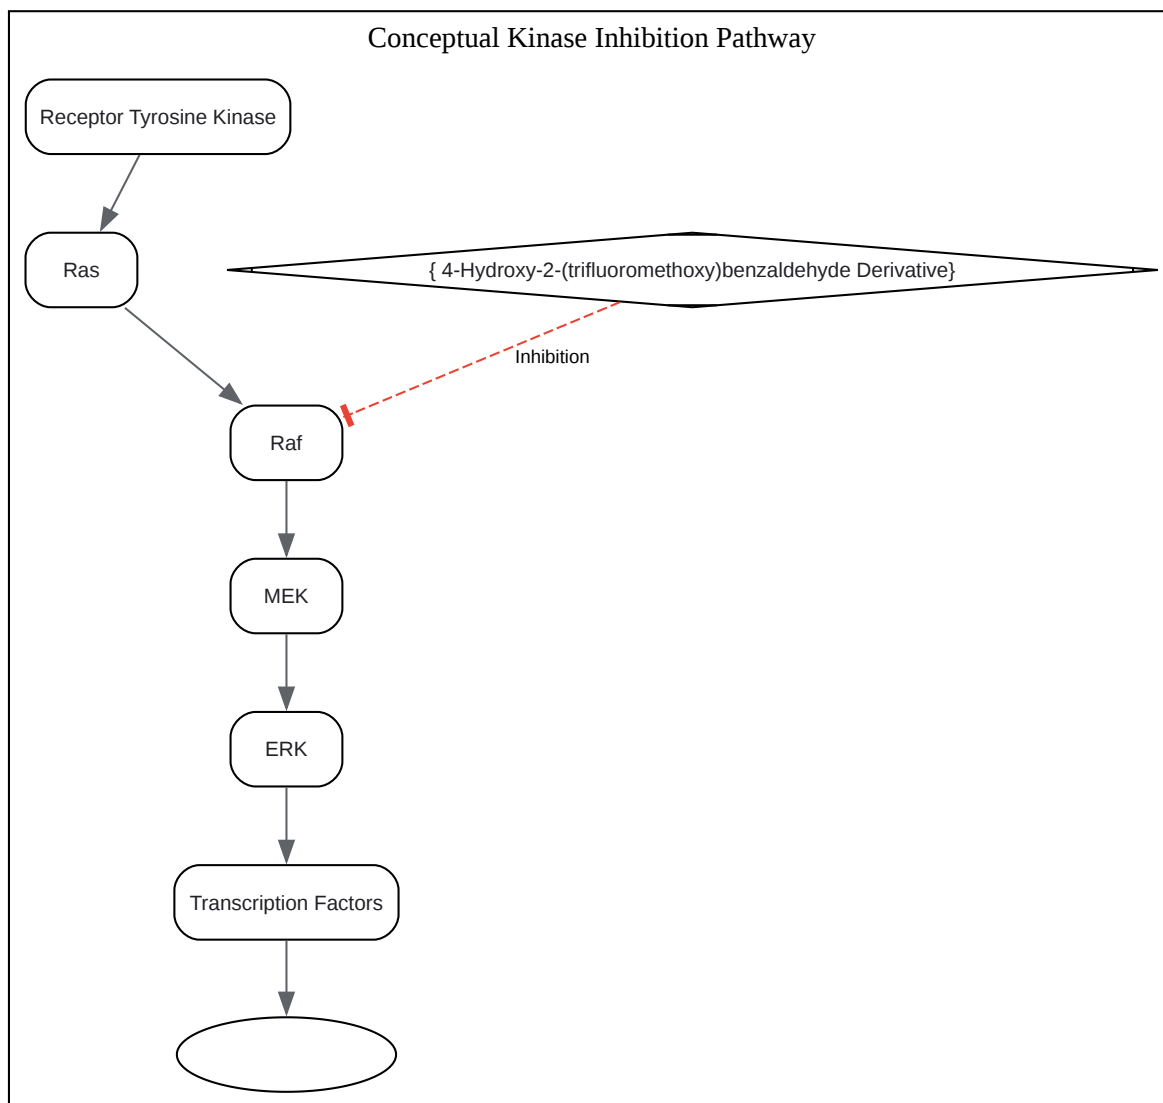 Conceptual Kinase Inhibition Pathway
Receptor Tyrosine Kinase
Ras
{ 4-Hydroxy-2-(trifluoromethoxy)benzaldehyde Derivative}
Inhibition
Raf
MEK
ERK
Transcription Factors